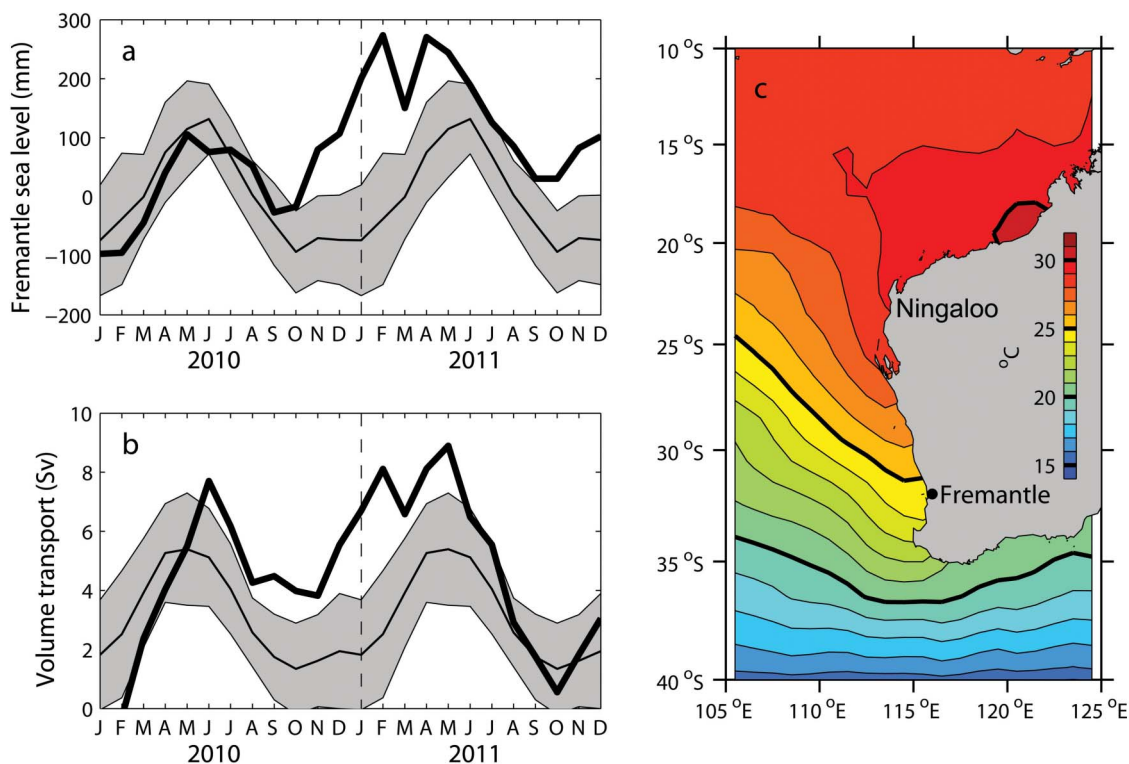 a
Fremantle sea level (mm)
300
200
100
0
−100
−200
J F M A M J J A S O N D J F M A M J J A S O N D
2010 2011
b
Volume transport (Sv)
10
8
6
4
2
0
J F M A M J J A S O N D J F M A M J J A S O N D
2010 2011
c
10 °S
15 °S
20 °S
25 °S
30 °S
35 °S
40 °S
105 °E 110 °E 115 °E 120 °E 125 °E
Ningaloo
Fremantle
°C
30
25
20
15